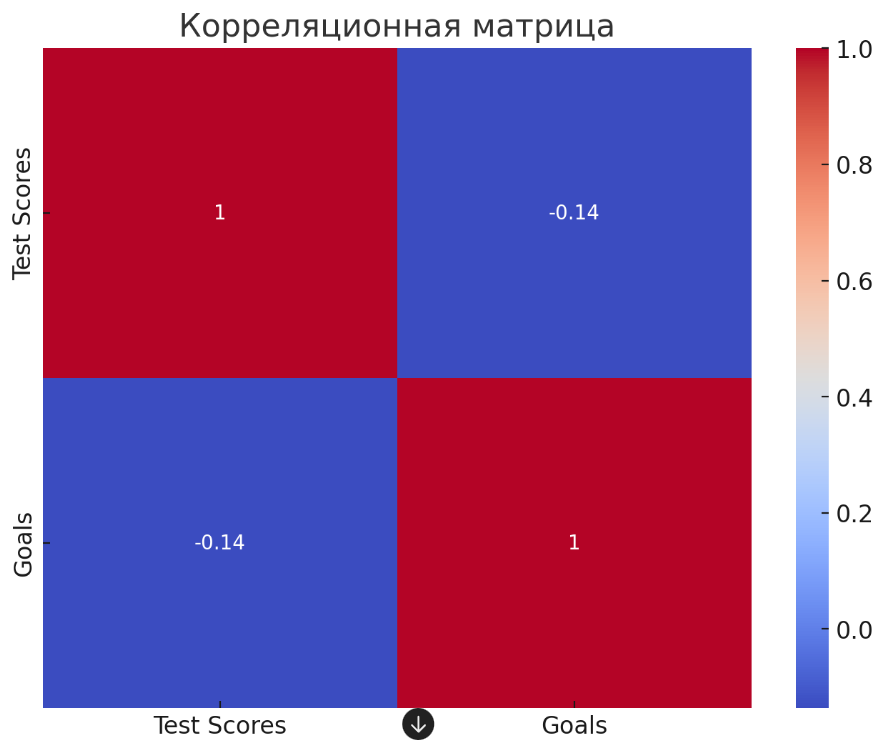 Корреляционная матрица
Test Scores
1
-0.14
Goals
-0.14
1
Test Scores
Goals
1.0
0.8
0.6
0.4
0.2
0.0